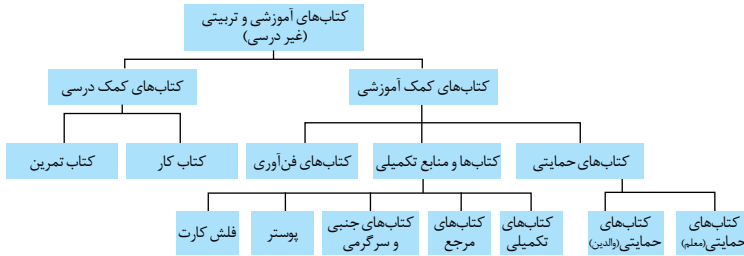 کتاب‌های آموزشی و تربیتی
(غیر درسی)
کتاب‌های کمک آموزشی
کتاب‌های کمک درسی
کتاب‌های حمایتی
کتاب‌ها و منابع تکمیلی
کتاب‌های فن‌آوری
کتاب کار
کتاب تمرین
کتاب‌های
حمایتی(معلم)
کتاب‌های
حمایتی(والدین)
کتاب‌های
تکمیلی
کتاب‌های
مرجع
کتاب‌های جنبی
و سرگرمی
پوستر
فلش کارت